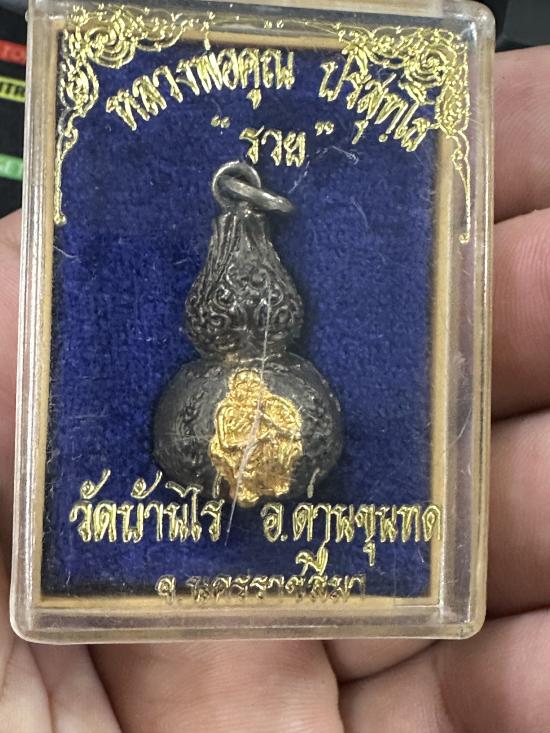 หลวงพ่อคูณ ปริสุทฺโธ
"รวย"
วัดบ้านไร่ อ.ด่านขุนทด
จ.นครราชสีมา